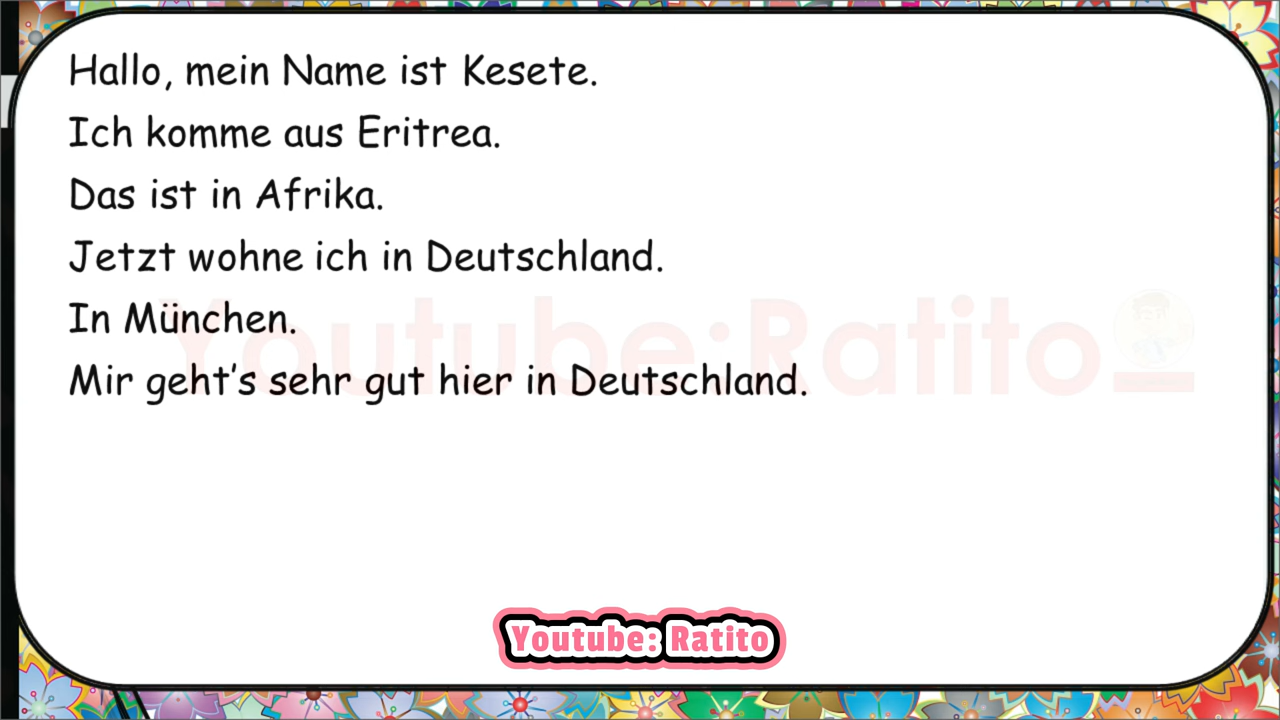 Hallo, mein Name ist Kesete.
Ich komme aus Eritrea.
Das ist in Afrika.
Jetzt wohne ich in Deutschland.
In München.
Youtube:Ratito
Mir geht’s sehr gut hier in Deutschland.
Youtube: Ratito